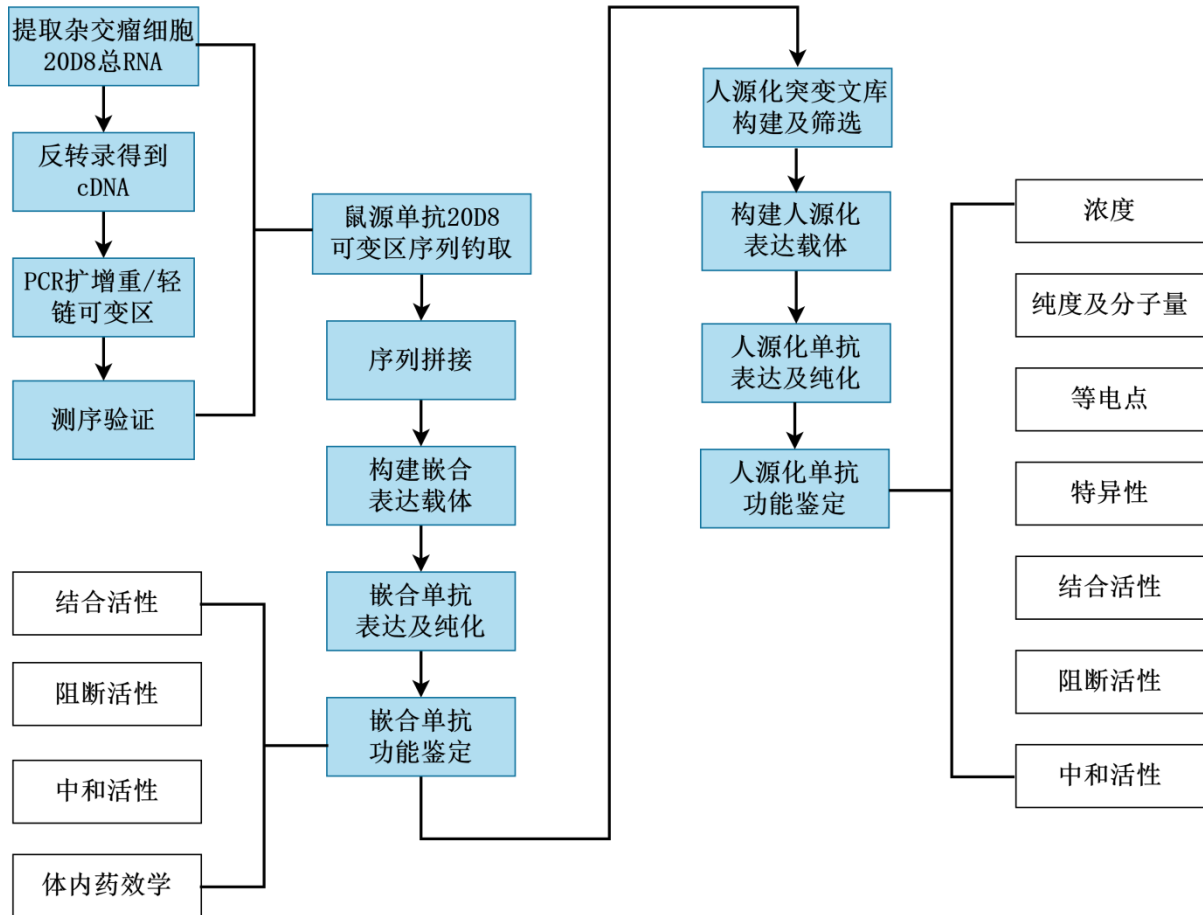 提取杂交瘤细胞
20D8总RNA
反转录得到
cDNA
PCR扩增重/轻
链可变区
测序验证
鼠源单抗20D8
可变区序列钓取
序列拼接
构建嵌合
表达载体
嵌合单抗
表达及纯化
嵌合单抗
功能鉴定
结合活性
阻断活性
中和活性
体内药效学
人源化突变文库
构建及筛选
构建人源化
表达载体
人源化单抗
表达及纯化
人源化单抗
功能鉴定
浓度
纯度及分子量
等电点
特异性
结合活性
阻断活性
中和活性